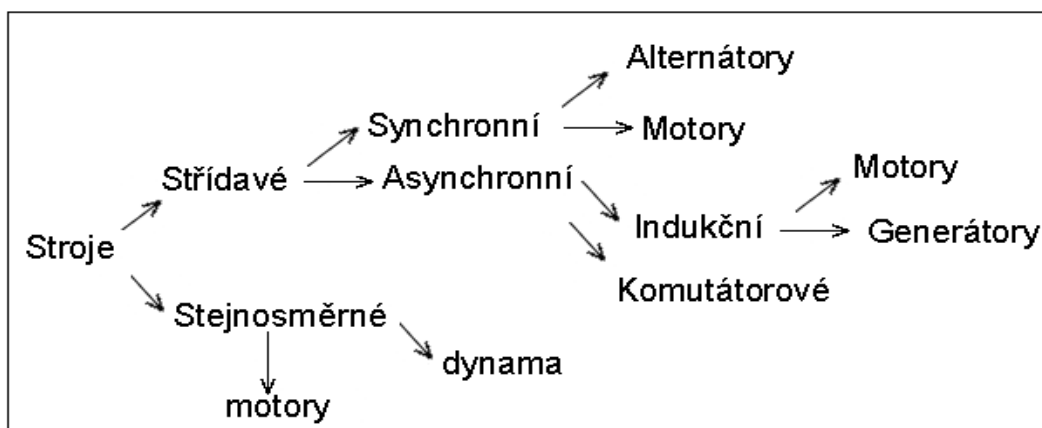 Alternátory
Synchronní
Motory
Motory
Střídavé
Asynchronní
Indukční
Generátory
Stroje
Komutátorové
Stejnosměrné
dynama
motory